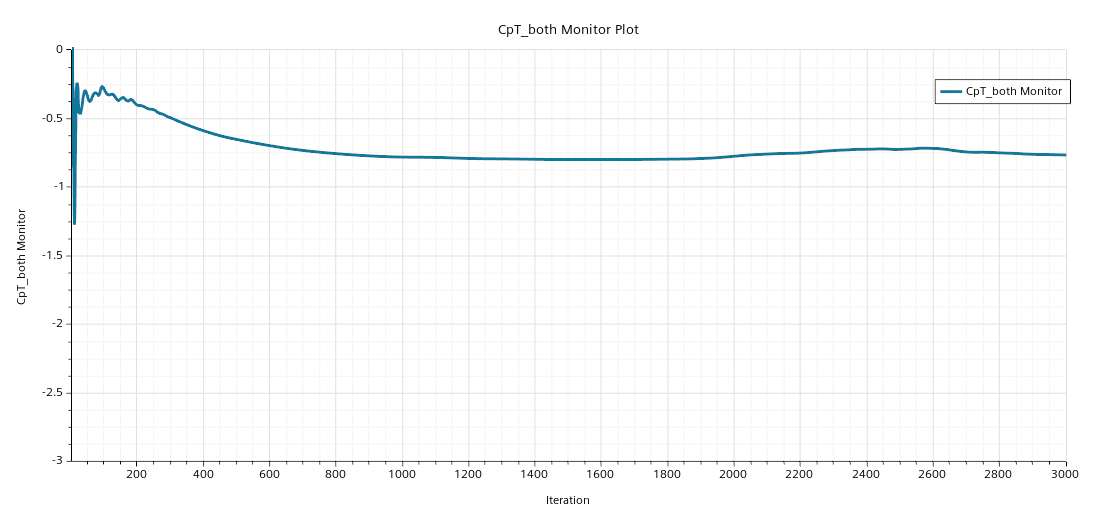 CpT_both Monitor Plot
0
-0.5
-1
-1.5
-2
-2.5
-3
CpT_both Monitor
CpT_both Monitor
200 400 600 800 1000 1200 1400 1600 1800 2000 2200 2400 2600 2800 3000
Iteration